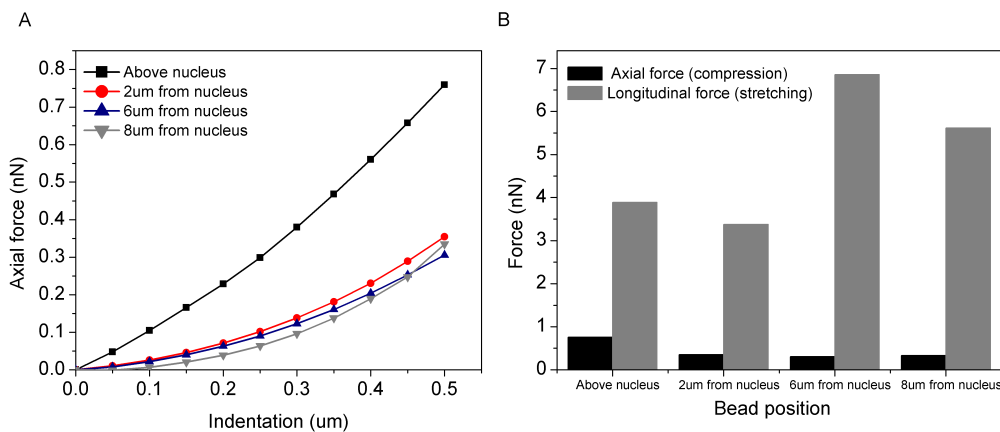 A
Above nucleus
2um from nucleus
6um from nucleus
8um from nucleus
Axial force (nN)
0.8
0.7
0.6
0.5
0.4
0.3
0.2
0.1
0.0
0.0 0.1 0.2 0.3 0.4 0.5
Indentation (um)
B
Axial force (compression)
Longitudinal force (stretching)
Force (nN)
7
6
5
4
3
2
1
0
Above nucleus 2um from nucleus 6um from nucleus 8um from nucleus
Bead position